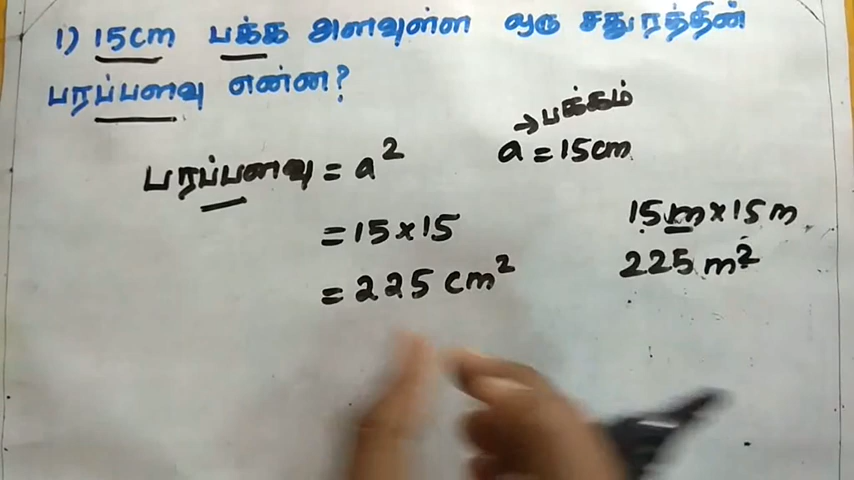 1) 15cm பக்க அளவுள்ள ஒரு சதுரத்தின்
பரப்பளவு என்ன?
→ பக்கம்
a = 15cm
பரப்பளவு = a²
= 15×15
= 225 cm²
15m×15m
225 m²